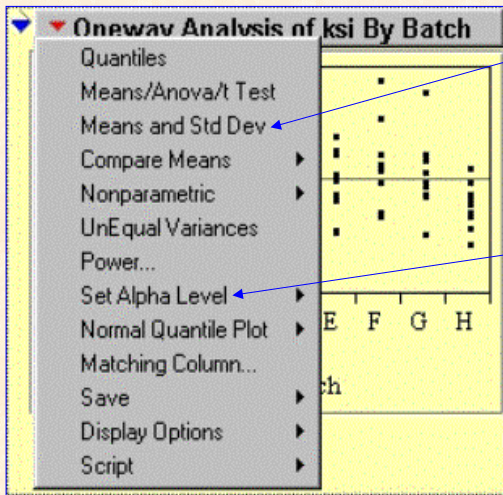 Oneway Analysis of ksi By Batch
Quantiles
Means/Anova/t Test
Means and Std Dev
Compare Means
Nonparametric
UnEqual Variances
Power...
Set Alpha Level
Normal Quantile Plot
Matching Column...
Save
Display Options
Script
E F G H
ch